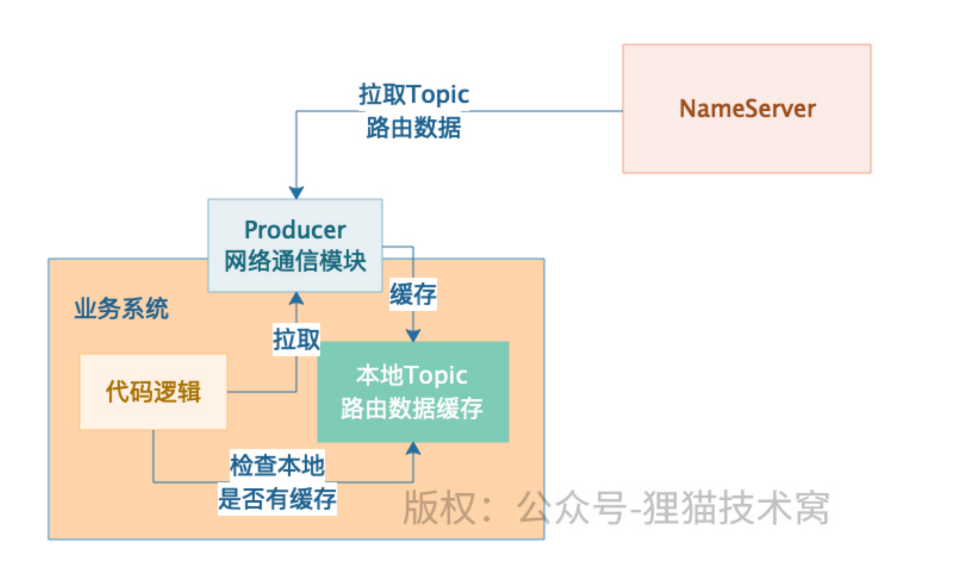 拉取Topic
路由数据
NameServer
Producer
网络通信模块
业务系统
缓存
拉取
代码逻辑
本地Topic
路由数据缓存
检查本地
是否有缓存
版权：公众号-狸猫技术窝